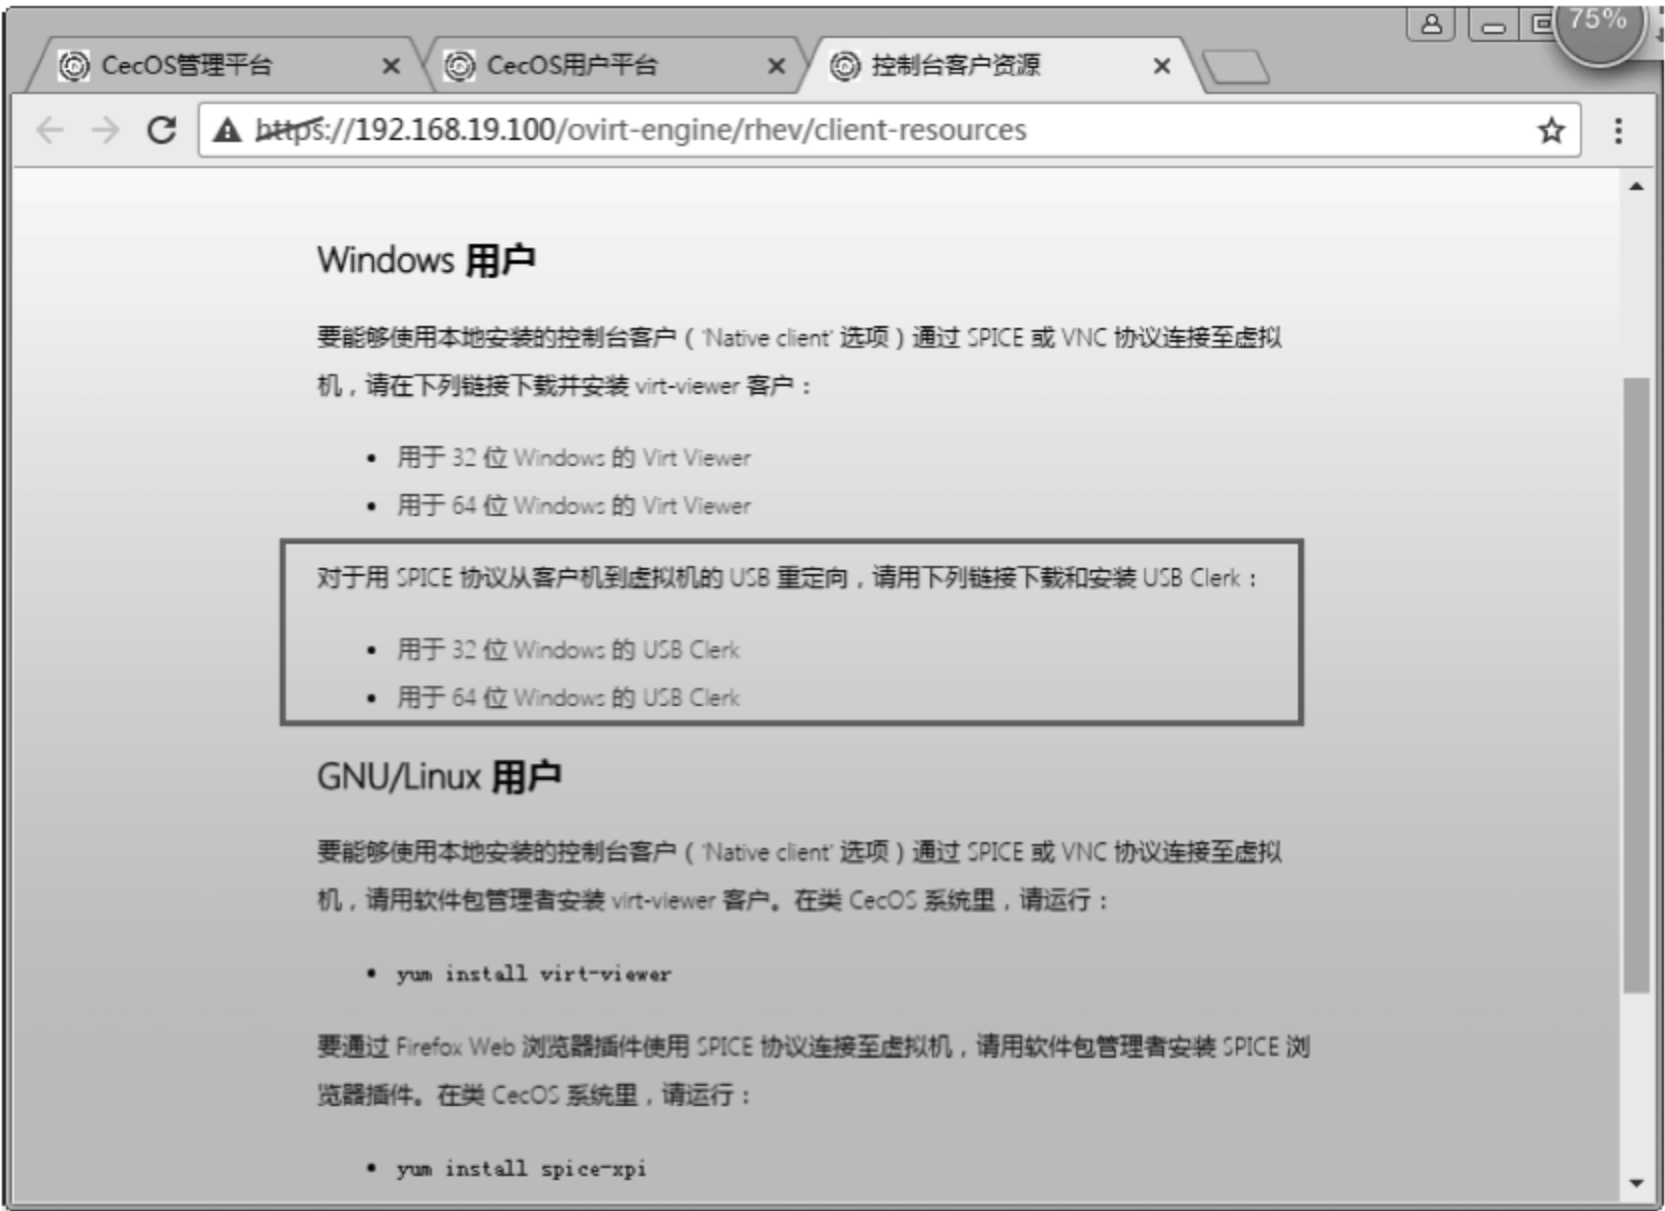 75%
CecOS管理平台
CecOS用户平台
控制台客户资源
https://192.168.19.100/ovirt-engine/rhev/client-resources
Windows 用户
要能够使用本地安装的控制台客户（'Native client' 选项）通过 SPICE 或 VNC 协议连接至虚拟
机，请在下列链接下载并安装 virt-viewer 客户：
• 用于 32 位 Windows 的 Virt Viewer
• 用于 64 位 Windows 的 Virt Viewer
对于用 SPICE 协议从客户机到虚拟机的 USB 重定向，请用下列链接下载和安装 USB Clerk：
• 用于 32 位 Windows 的 USB Clerk
• 用于 64 位 Windows 的 USB Clerk
GNU/Linux 用户
要能够使用本地安装的控制台客户（'Native client' 选项）通过 SPICE 或 VNC 协议连接至虚拟
机，请用软件包管理者安装 virt-viewer 客户。在类 CecOS 系统里，请运行：
• yum install virt-viewer
要通过 Firefox Web 浏览器插件使用 SPICE 协议连接至虚拟机，请用软件包管理者安装 SPICE 浏
览器插件。在类 CecOS 系统里，请运行：
• yum install spice-xpi